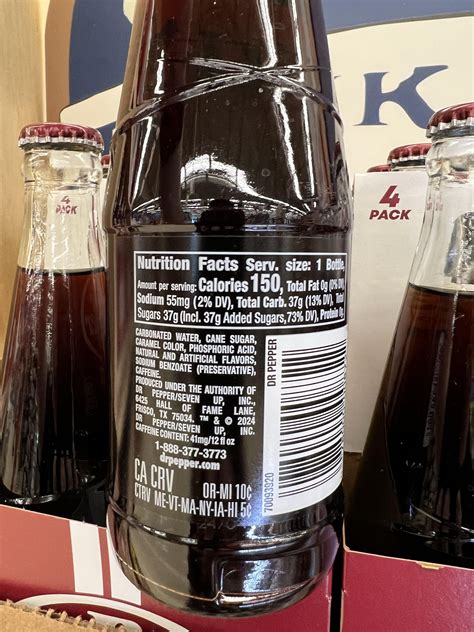 K
4
PACK
4
PACK
Nutrition Facts Serv. size: 1 Bottle,
Amount per serving: Calories 150, Total Fat 0g (0% DV),
Sodium 55mg (2% DV), Total Carb. 37g (13% DV), Total
Sugars 37g (incl. 37g Added Sugars, 73% DV), Protein 0g
CARBONATED WATER, CANE SUGAR,
CARAMEL COLOR, PHOSPHORIC ACID,
NATURAL AND ARTIFICIAL FLAVORS,
SODIUM BENZOATE (PRESERVATIVE),
CAFFEINE.
PRODUCED UNDER THE AUTHORITY OF
DR PEPPER/SEVEN UP, INC.,
6425 HALL OF FAME LANE,
FRISCO, TX 75034. ™ & © 2024
DR PEPPER/SEVEN UP, INC.
CAFFEINE CONTENT: 41mg/12 fl oz
1-888-377-3773
drpepper.com
CA CRV OR-MI 10¢
CTRV ME-VT-MA-NY-IA-HI 5¢
DR PEPPER
70093920